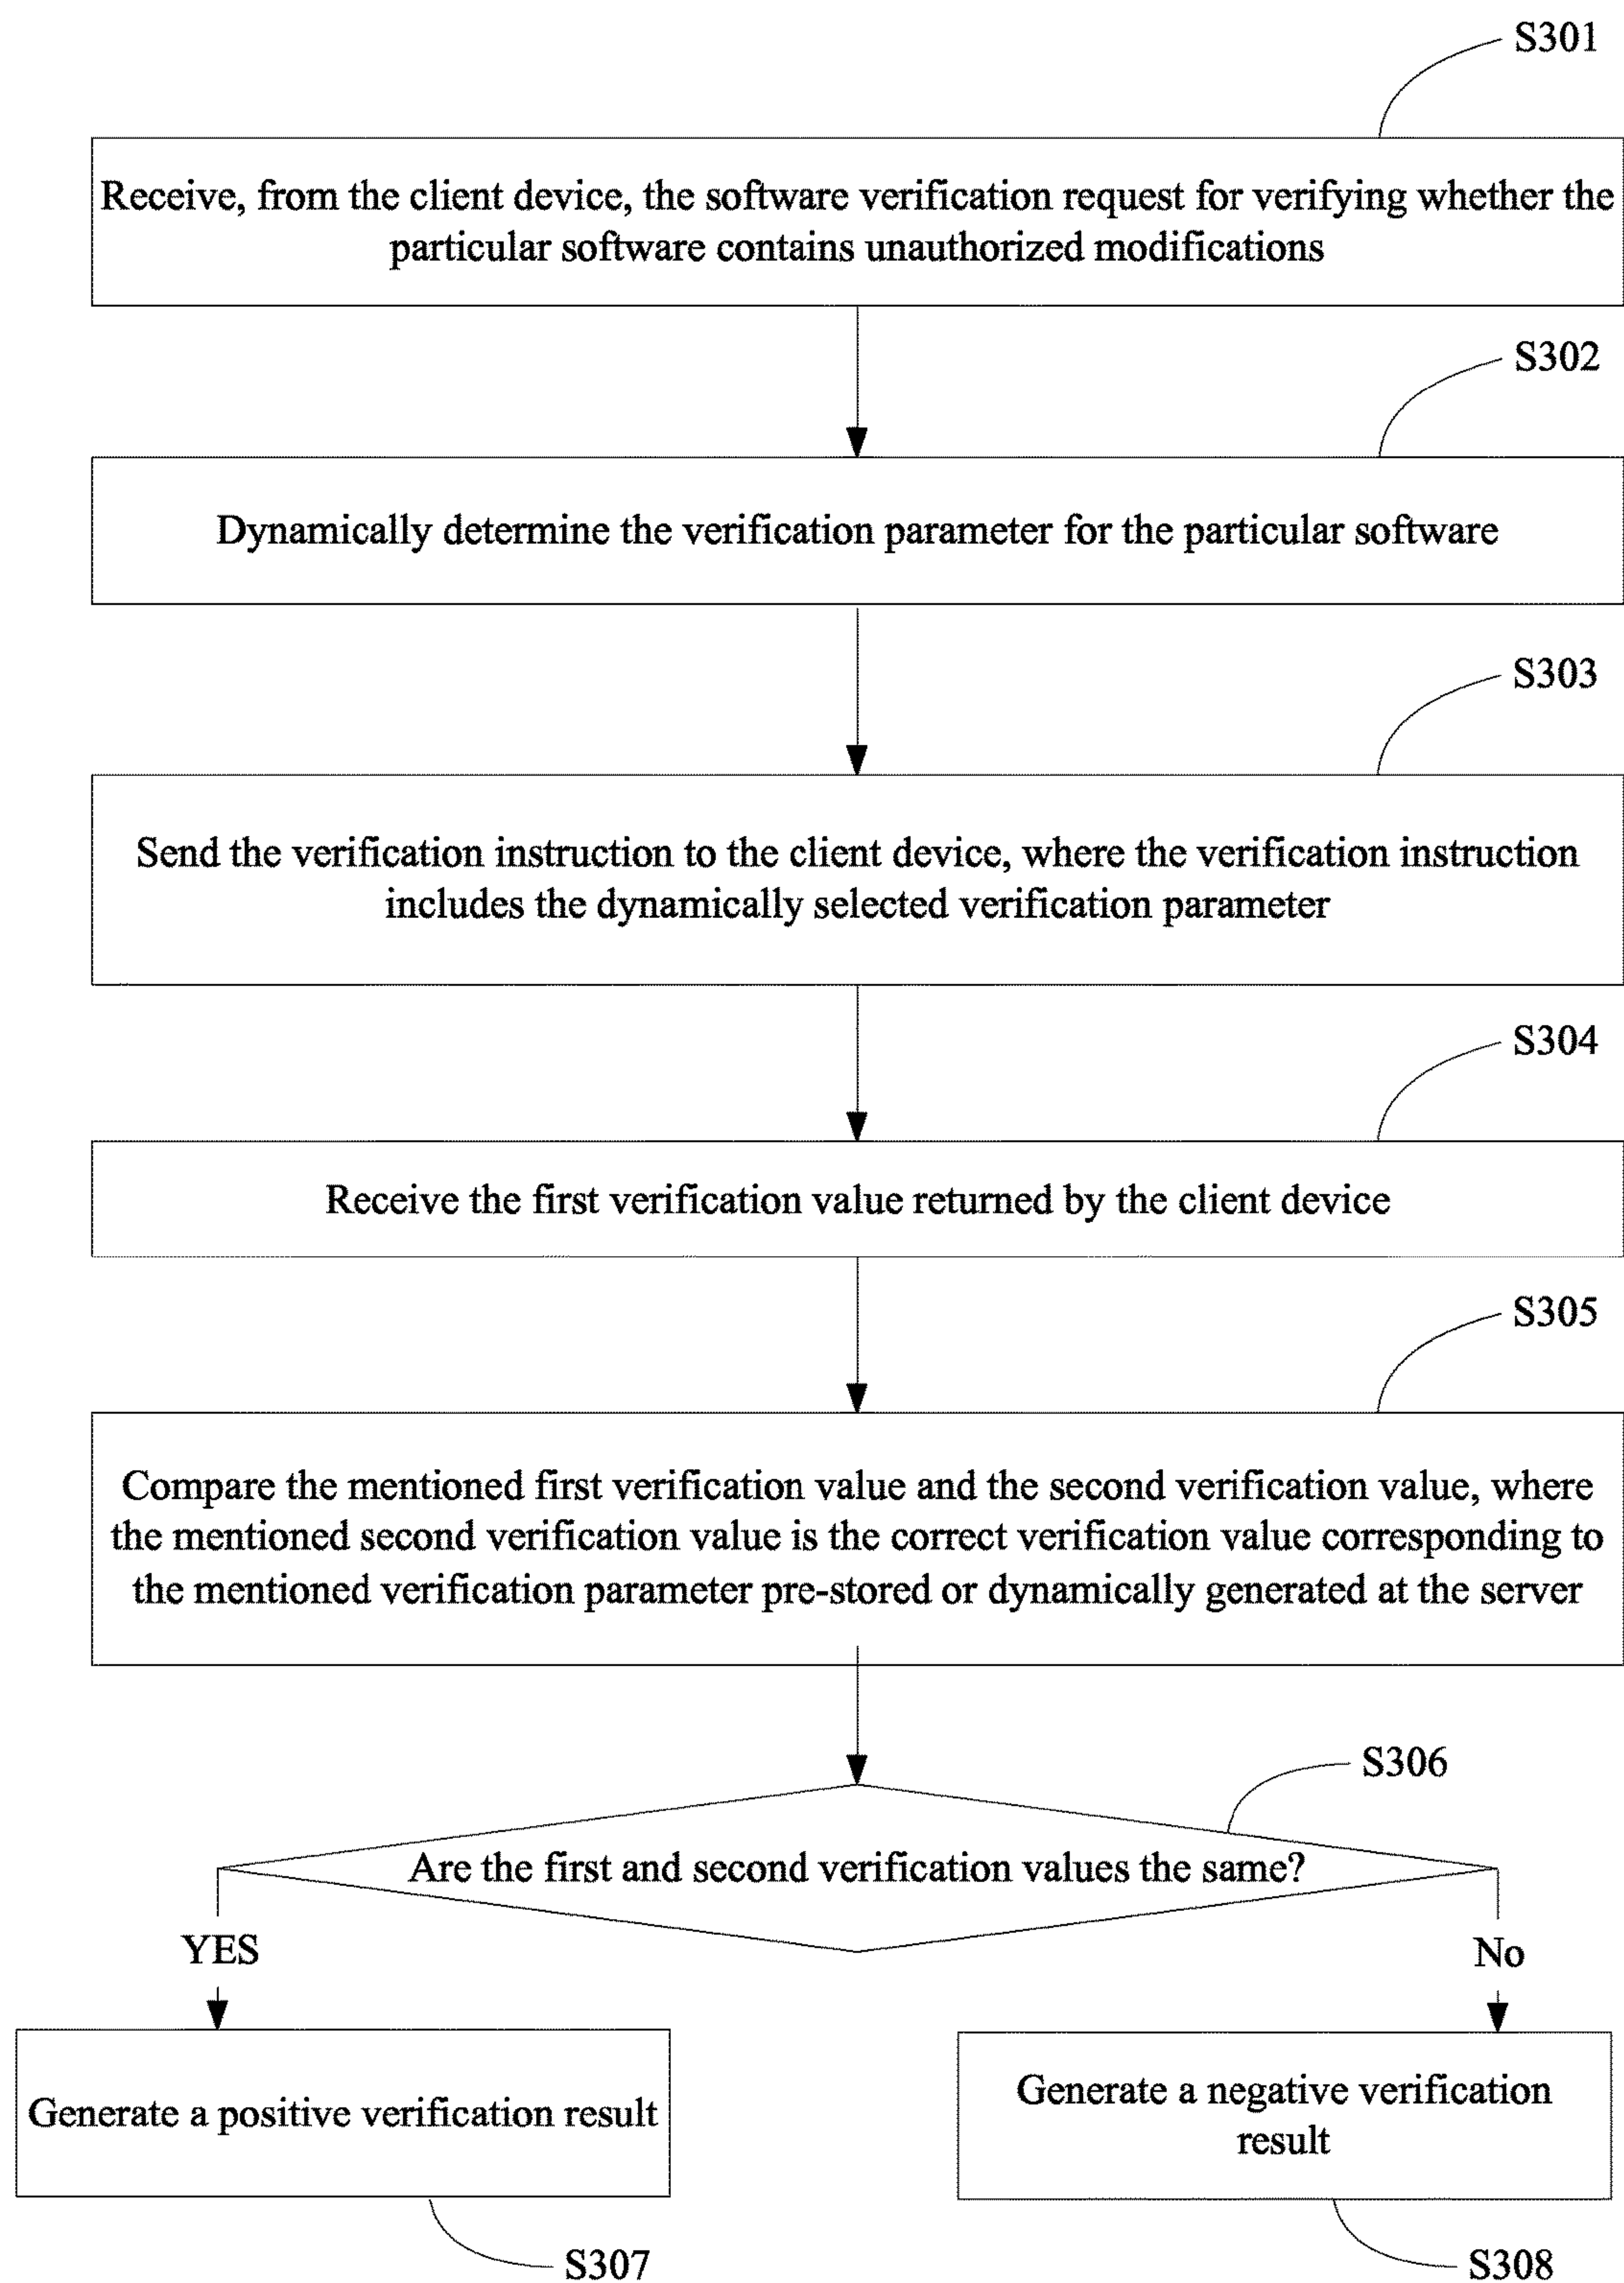 S301
Receive, from the client device, the software verification request for verifying whether the
particular software contains unauthorized modifications
S302
Dynamically determine the verification parameter for the particular software
S303
Send the verification instruction to the client device, where the verification instruction
includes the dynamically selected verification parameter
S304
Receive the first verification value returned by the client device
S305
Compare the mentioned first verification value and the second verification value, where
the mentioned second verification value is the correct verification value corresponding to
the mentioned verification parameter pre-stored or dynamically generated at the server
S306
Are the first and second verification values the same?
YES
No
Generate a positive verification result
Generate a negative verification
result
S307
S308